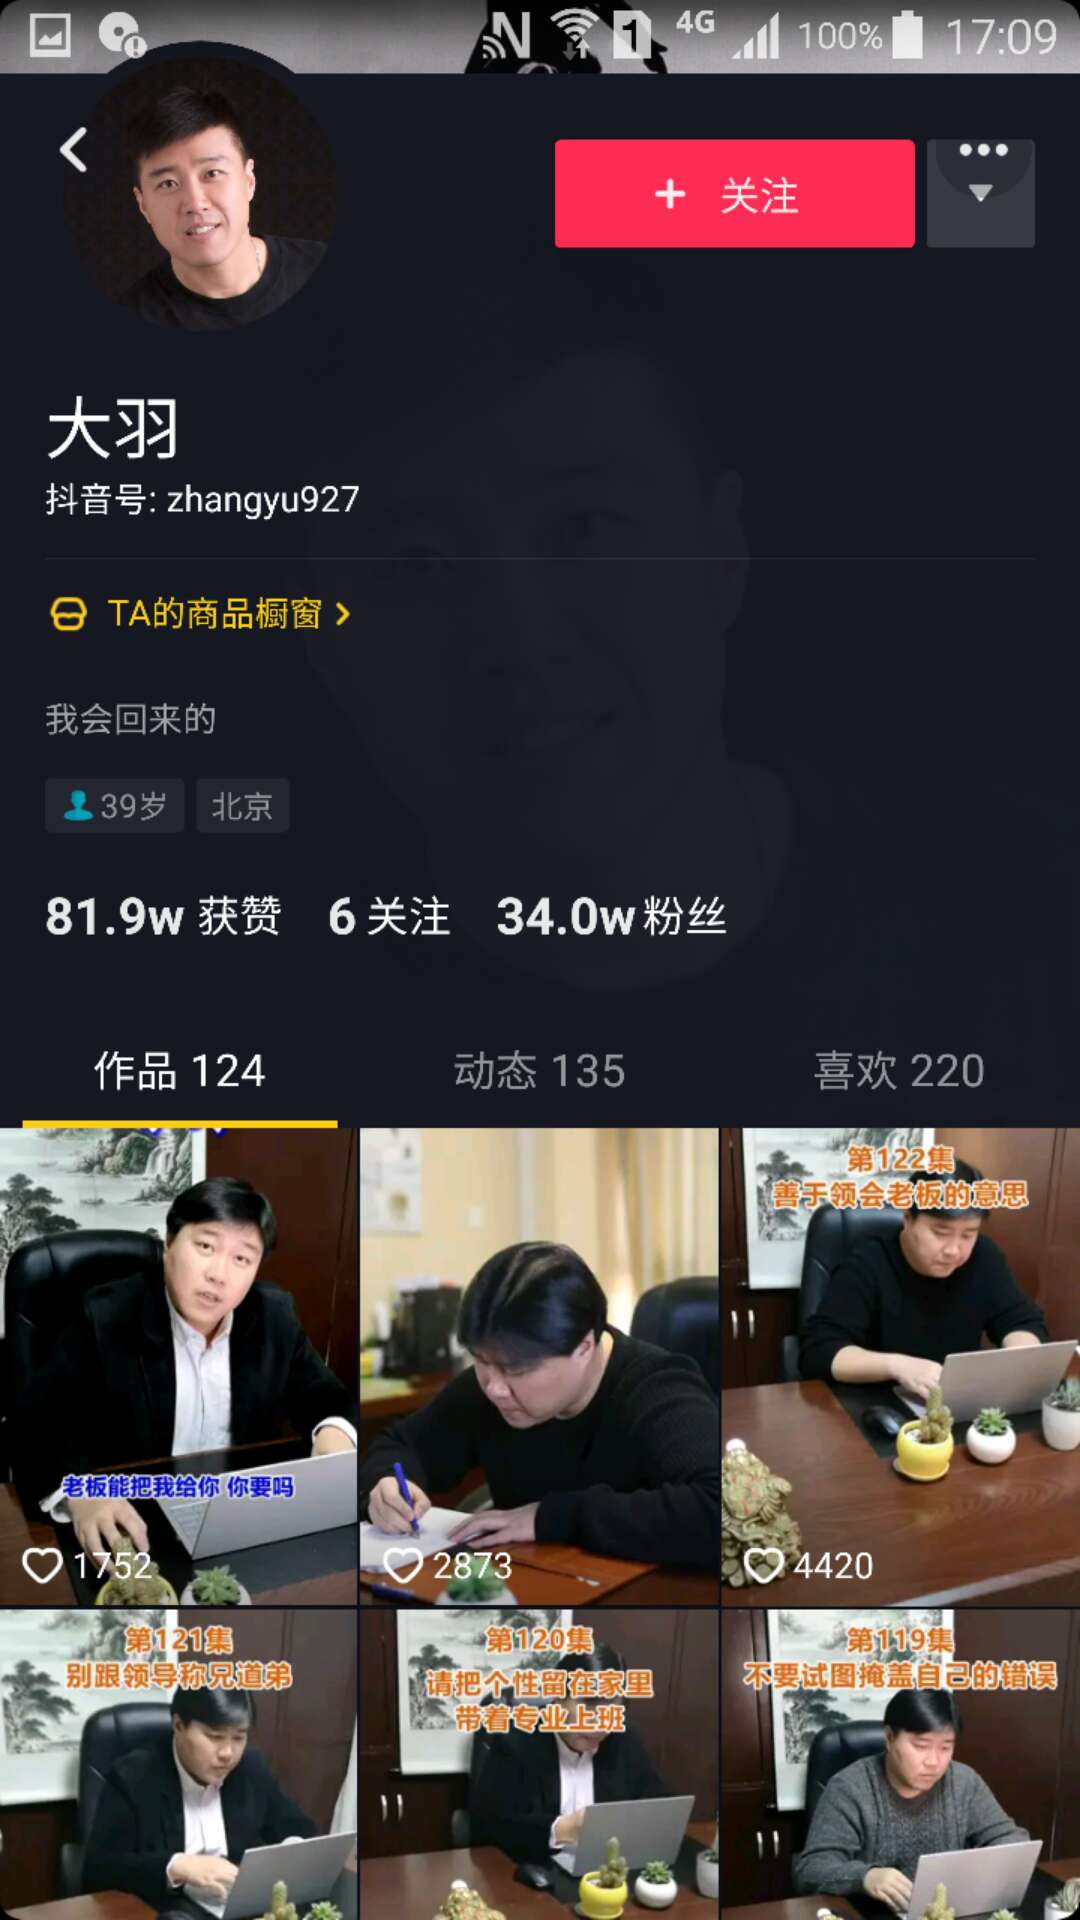 N 1 4G 100% 17:09
+ 关注
大羽
抖音号: zhangyu927
TA的商品橱窗 >
我会回来的
39岁 北京
81.9w 获赞 6 关注 34.0w 粉丝
作品 124 动态 135 喜欢 220
老板能把我给你 你要吗
1752
2873
第122集
善于领会老板的意思
4420
第121集
别跟领导称兄道弟
第120集
请把个性留在家里
带着专业上班
第119集
不要试图掩盖自己的错误